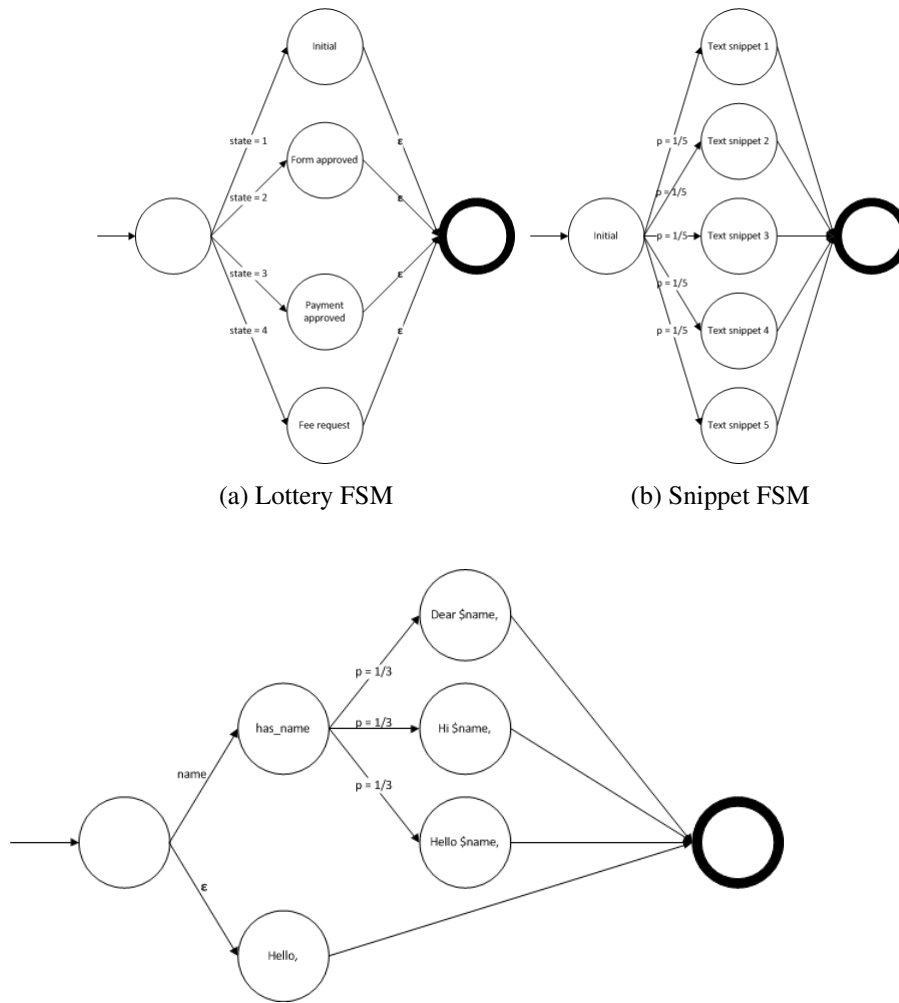 Initial
state = 1
ε
Form approved
state = 2
ε
state = 3
ε
Payment
approved
state = 4
ε
Fee request
(a) Lottery FSM
Text snippet 1
p = 1/5
Text snippet 2
p = 1/5
Initial
p = 1/5
Text snippet 3
p = 1/5
Text snippet 4
p = 1/5
Text snippet 5
(b) Snippet FSM
Dear $name,
p = 1/3
has_name
p = 1/3
Hi $name,
name
p = 1/3
Hello $name,
ε
Hello,